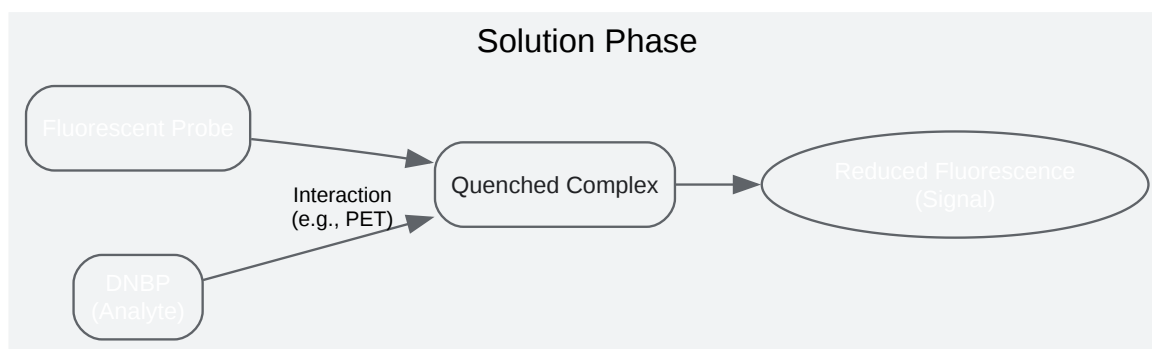 Solution Phase
Fluorescent Probe
Interaction
(e.g., PET)
Quenched Complex
Reduced Fluorescence
(Signal)
DNBP
(Analyte)